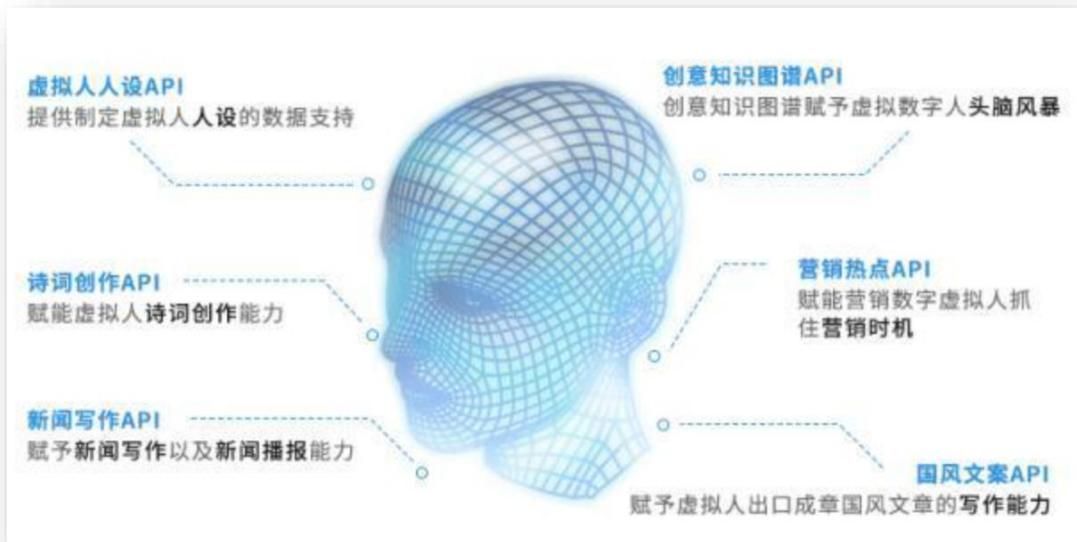 虚拟人人设API
提供制定虚拟人人设的数据支持
创意知识图谱API
创意知识图谱赋予虚拟数字人头脑风暴
诗词创作API
赋能虚拟人诗词创作能力
营销热点API
赋能营销数字虚拟人抓
住营销时机
新闻写作API
赋予新闻写作以及新闻播报能力
国风文案API
赋予虚拟人出口成章国风文章的写作能力